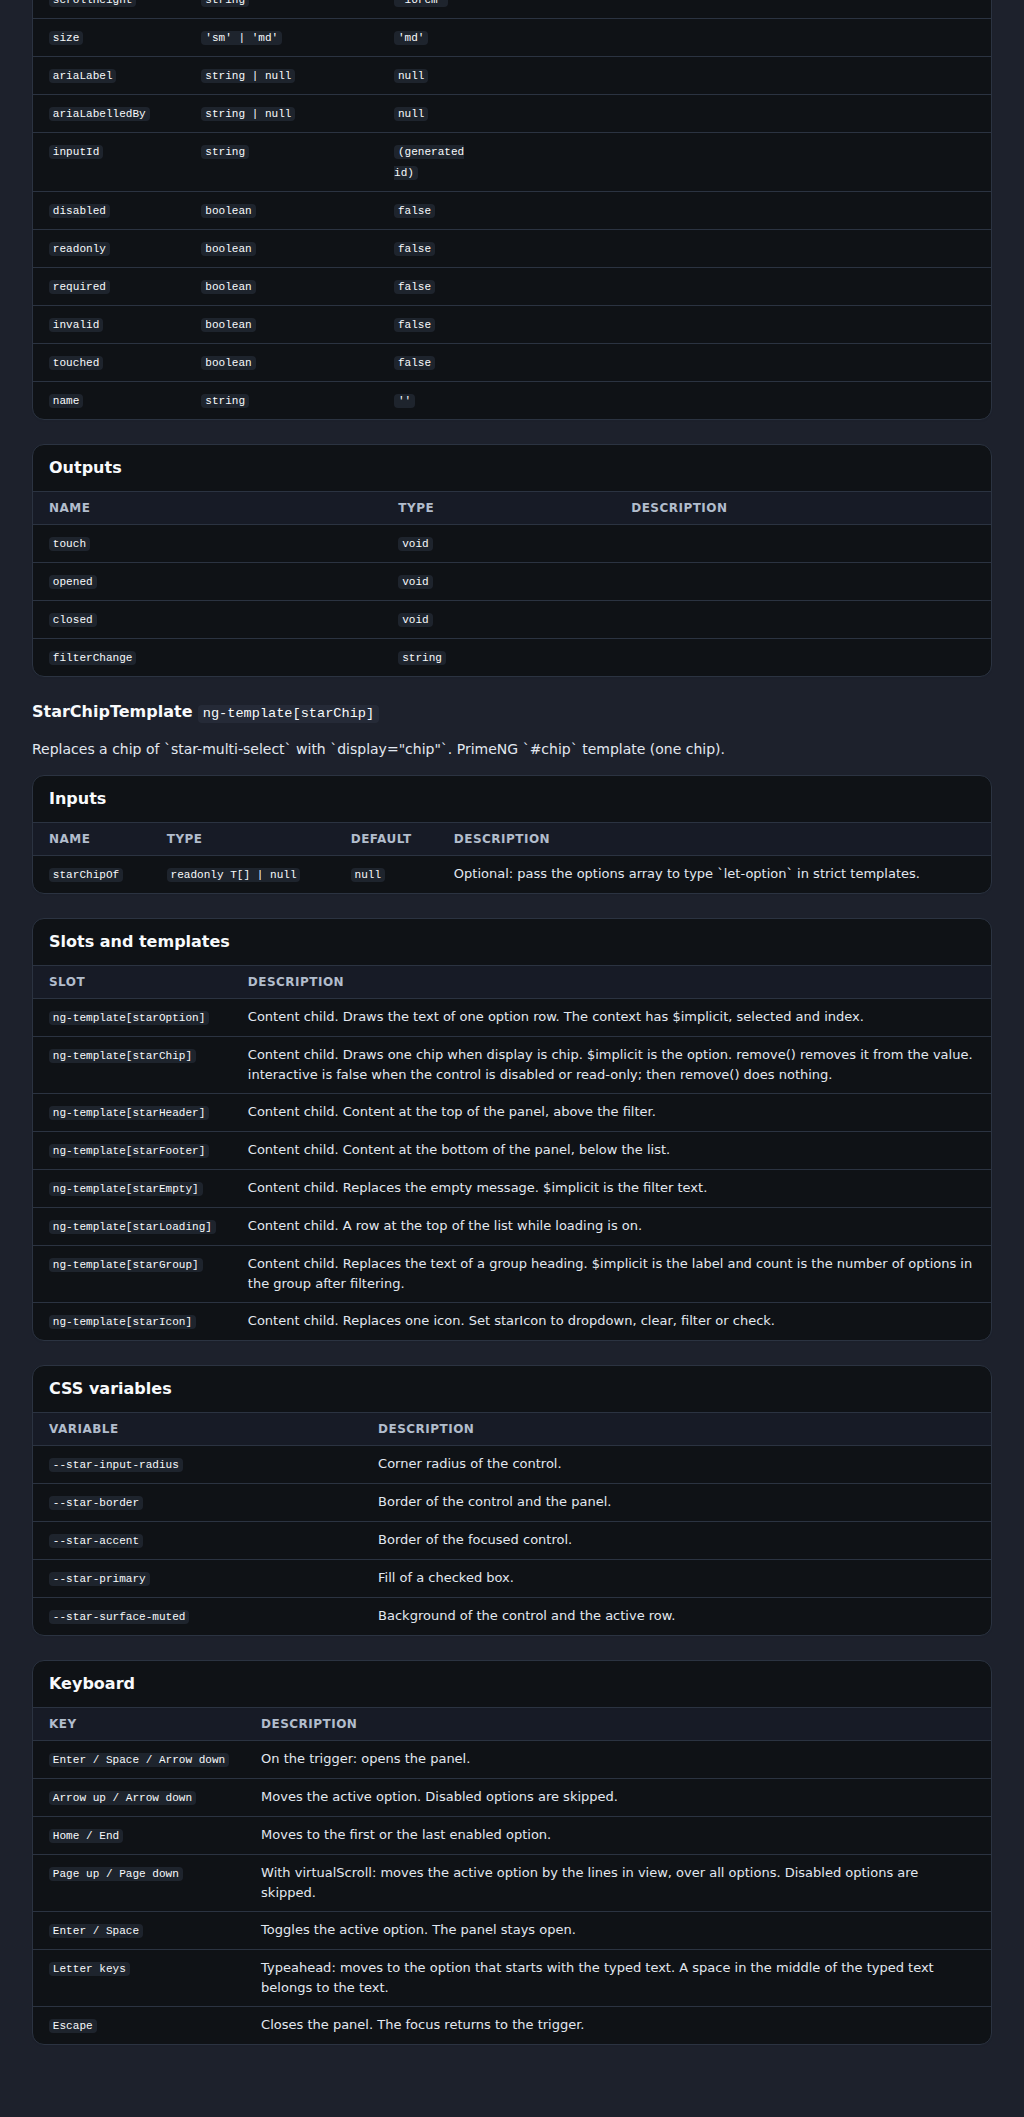 size 'sm' | 'md' 'md'
ariaLabel string | null null
ariaLabelledBy string | null null
inputId string (generated
id)
disabled boolean false
readonly boolean false
required boolean false
invalid boolean false
touched boolean false
name string ''
Outputs
NAME TYPE DESCRIPTION
touch void
opened void
closed void
filterChange string
StarChipTemplate ng-template[starChip]
Replaces a chip of `star-multi-select` with `display="chip"`. PrimeNG `#chip` template (one chip).
Inputs
NAME TYPE DEFAULT DESCRIPTION
starChipOf readonly T[] | null null Optional: pass the options array to type `let-option` in strict templates.
Slots and templates
SLOT DESCRIPTION
ng-template[starOption] Content child. Draws the text of one option row. The context has $implicit, selected and index.
ng-template[starChip] Content child. Draws one chip when display is chip. $implicit is the option. remove() removes it from the value.
interactive is false when the control is disabled or read-only; then remove() does nothing.
ng-template[starHeader] Content child. Content at the top of the panel, above the filter.
ng-template[starFooter] Content child. Content at the bottom of the panel, below the list.
ng-template[starEmpty] Content child. Replaces the empty message. $implicit is the filter text.
ng-template[starLoading] Content child. A row at the top of the list while loading is on.
ng-template[starGroup] Content child. Replaces the text of a group heading. $implicit is the label and count is the number of options in
the group after filtering.
ng-template[starIcon] Content child. Replaces one icon. Set starIcon to dropdown, clear, filter or check.
CSS variables
VARIABLE DESCRIPTION
--star-input-radius Corner radius of the control.
--star-border Border of the control and the panel.
--star-accent Border of the focused control.
--star-primary Fill of a checked box.
--star-surface-muted Background of the control and the active row.
Keyboard
KEY DESCRIPTION
Enter / Space / Arrow down On the trigger: opens the panel.
Arrow up / Arrow down Moves the active option. Disabled options are skipped.
Home / End Moves to the first or the last enabled option.
Page up / Page down With virtualScroll: moves the active option by the lines in view, over all options. Disabled options are
skipped.
Enter / Space Toggles the active option. The panel stays open.
Letter keys Typeahead: moves to the option that starts with the typed text. A space in the middle of the typed text
belongs to the text.
Escape Closes the panel. The focus returns to the trigger.